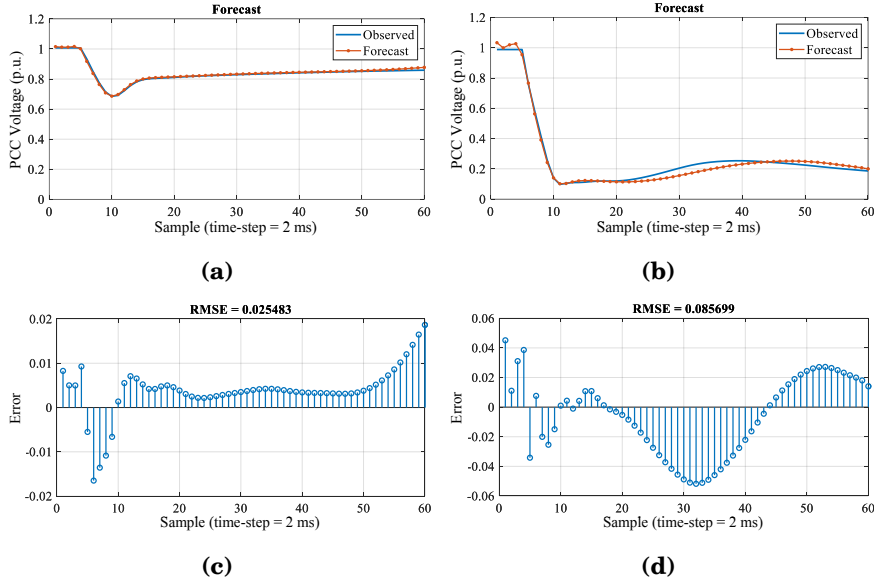 Forecast
1.2
1
0.8
0.6
0.4
0.2
0
PCC Voltage (p.u.)
Observed
Forecast
0 10 20 30 40 50 60
Sample (time-step = 2 ms)
(a)
Forecast
1.2
1
0.8
0.6
0.4
0.2
0
PCC Voltage (p.u.)
Observed
Forecast
0 10 20 30 40 50 60
Sample (time-step = 2 ms)
(b)
RMSE = 0.025483
0.02
0.01
0
-0.01
-0.02
Error
0 10 20 30 40 50 60
Sample (time-step = 2 ms)
(c)
RMSE = 0.085699
0.06
0.04
0.02
0
-0.02
-0.04
-0.06
Error
0 10 20 30 40 50 60
Sample (time-step = 2 ms)
(d)